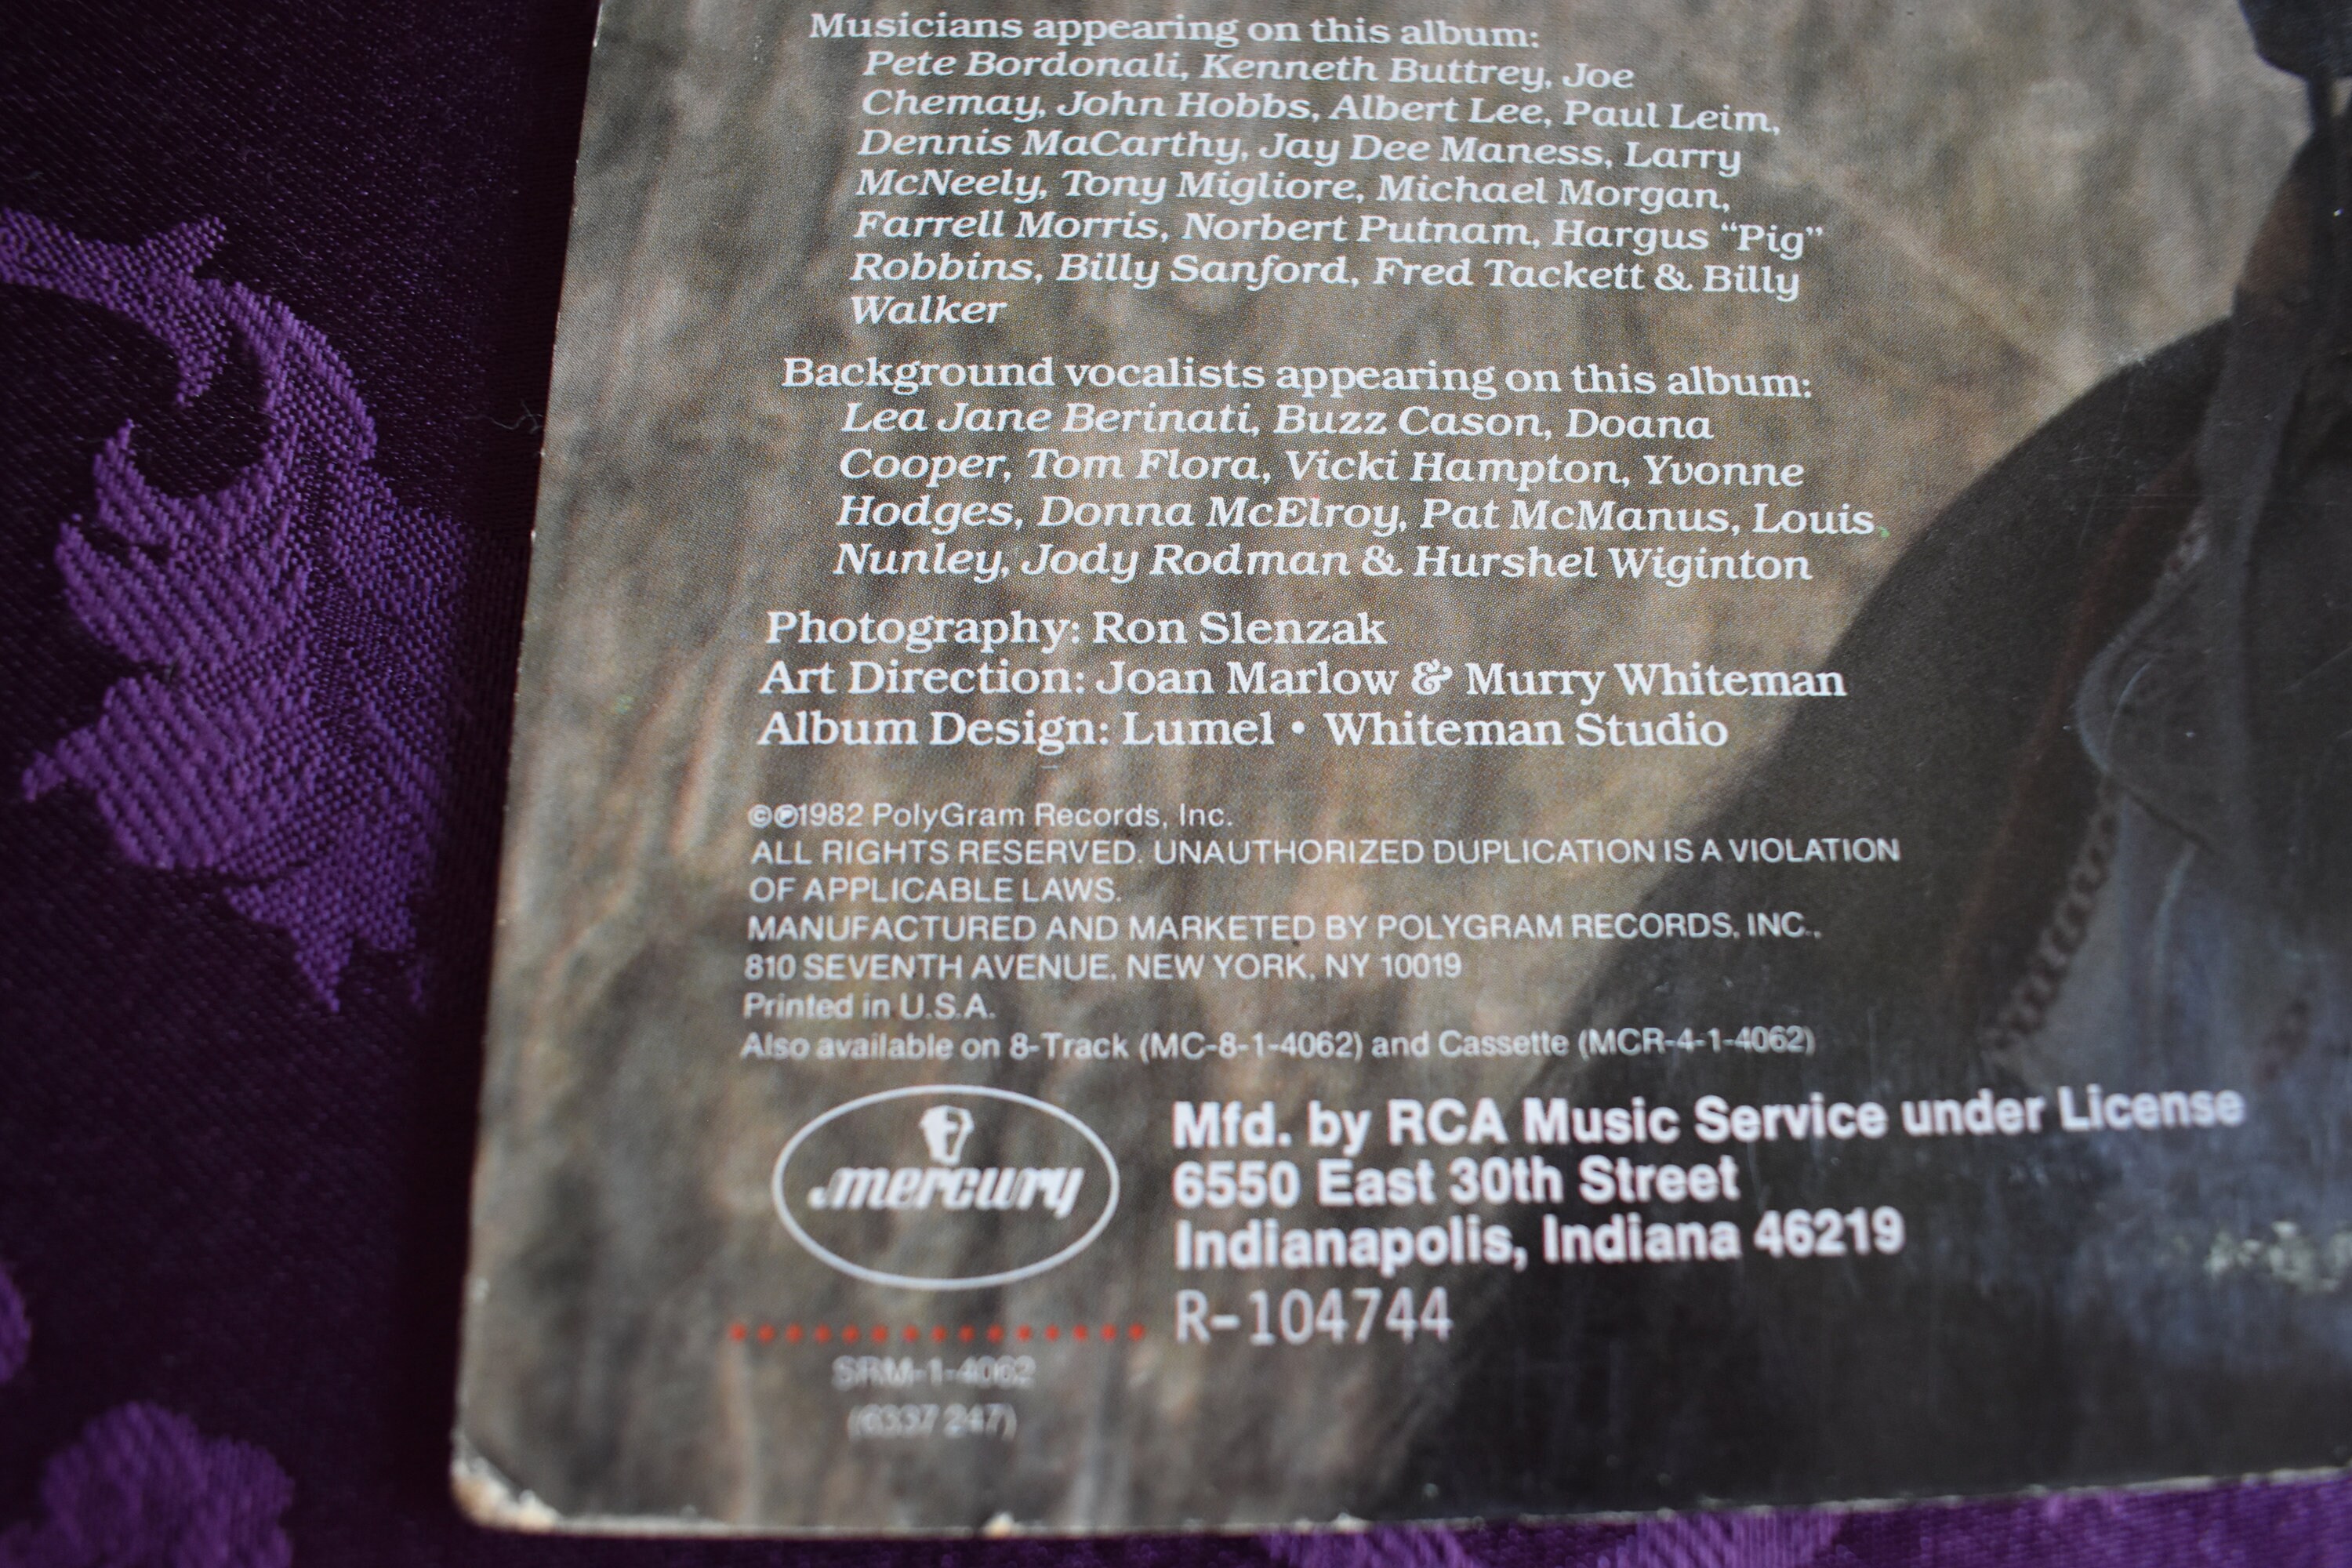 Musicians appearing on this album:
Pete Bordonali, Kenneth Buttrey, Joe
Chemay, John Hobbs, Albert Lee, Paul Leim,
Dennis MaCarthy, Jay Dee Maness, Larry
McNeely, Tony Migliore, Michael Morgan,
Farrell Morris, Norbert Putnam, Hargus “Pig”
Robbins, Billy Sanford, Fred Tackett & Billy
Walker
Background vocalists appearing on this album:
Lea Jane Berinati, Buzz Cason, Doana
Cooper, Tom Flora, Vicki Hampton, Yvonne
Hodges, Donna McElroy, Pat McManus, Louis
Nunley, Jody Rodman & Hurshel Wiginton
Photography: Ron Slenzak
Art Direction: Joan Marlow & Murry Whiteman
Album Design: Lumel • Whiteman Studio
©℗1982 PolyGram Records, Inc.
ALL RIGHTS RESERVED. UNAUTHORIZED DUPLICATION IS A VIOLATION
OF APPLICABLE LAWS.
MANUFACTURED AND MARKETED BY POLYGRAM RECORDS, INC.,
810 SEVENTH AVENUE, NEW YORK, NY 10019
Printed in U.S.A.
Also available on 8-Track (MC-8-1-4062) and Cassette (MCR-4-1-4062)
mercury
Mfd. by RCA Music Service under License
6550 East 30th Street
Indianapolis, Indiana 46219
R-104744
SRM-1-4062
(6337 247)